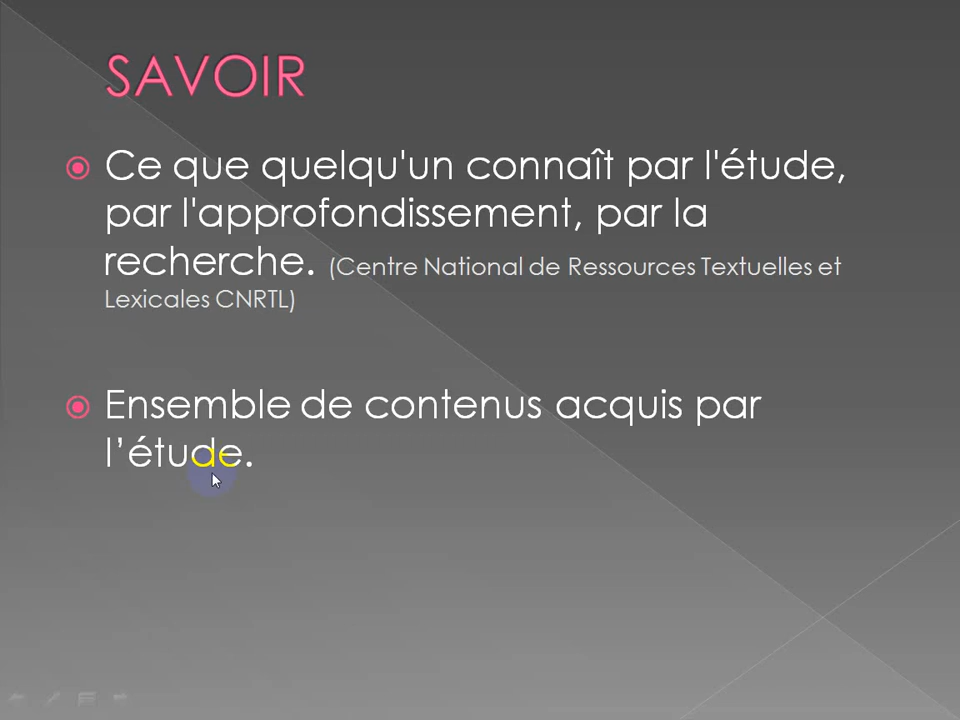 SAVOIR
Ce que quelqu'un connaît par l'étude,
par l'approfondissement, par la
recherche. (Centre National de Ressources Textuelles et
Lexicales CNRTL)
Ensemble de contenus acquis par
l’étude.